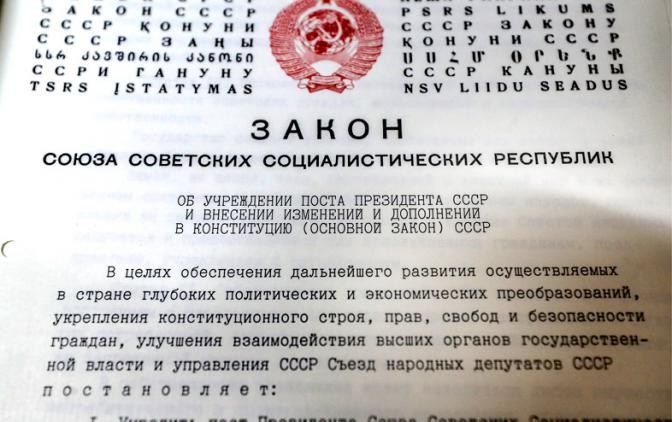 ЗАКОН СССР
PSRS LIKUMS
ЗАКОН СССР
СССР ЗАКОНУ
СССР ҚОНУНИ
ҚОНУНИ СССР
СССР ЗАҢЫ
ՍՍՀՄ ՕՐԵՆՔ
ᲡᲡᲠ ᲙᲐᲕᲨᲘᲠᲘᲡ ᲙᲐᲜᲝᲜᲘ
СССР КАНУНЫ
ССРИ ГАНУНУ
NSV LIIDU SEADUS
TSRS ĮSTATYMAS
ЗАКОН
СОЮЗА СОВЕТСКИХ СОЦИАЛИСТИЧЕСКИХ РЕСПУБЛИК
ОБ УЧРЕЖДЕНИИ ПОСТА ПРЕЗИДЕНТА СССР
И ВНЕСЕНИИ ИЗМЕНЕНИЙ И ДОПОЛНЕНИЙ
В КОНСТИТУЦИЮ (ОСНОВНОЙ ЗАКОН) СССР
В целях обеспечения дальнейшего развития осуществляемых
в стране глубоких политических и экономических преобразований,
укрепления конституционного строя, прав, свобод и безопасности
граждан, улучшения взаимодействия высших органов государствен-
ной власти и управления СССР Съезд народных депутатов СССР
постановляет: